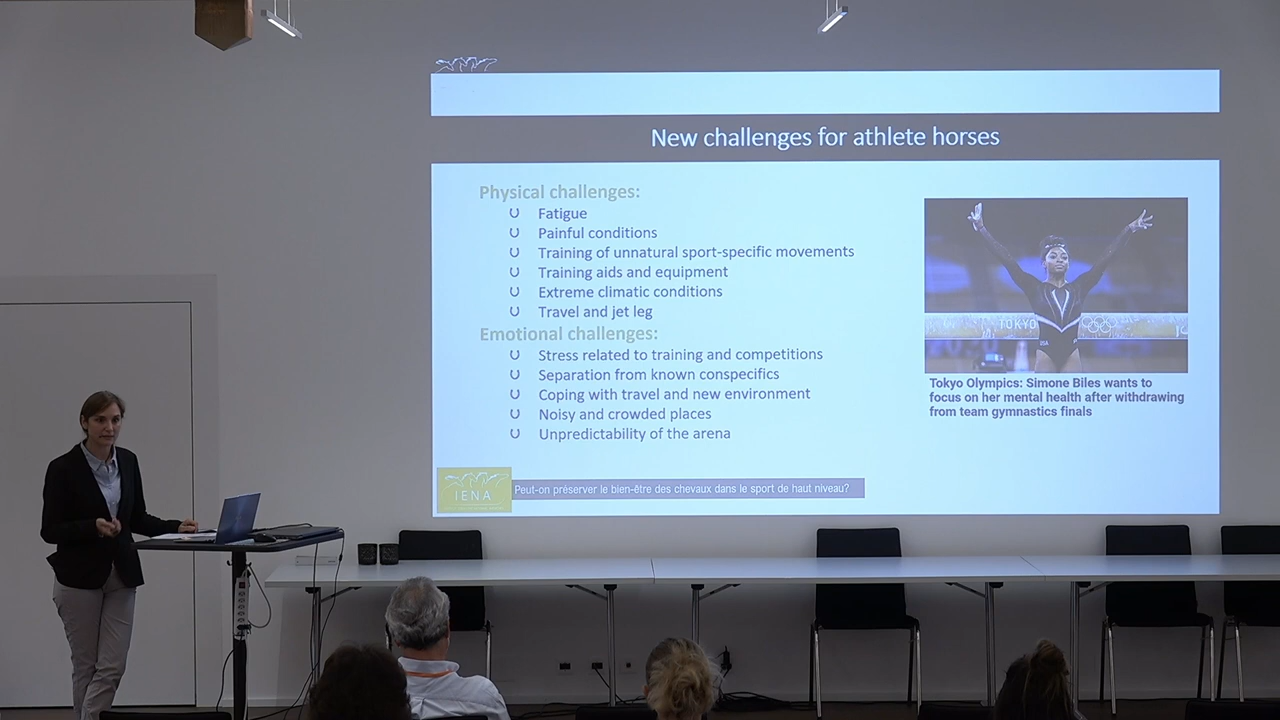 New challenges for athlete horses
Physical challenges:
Fatigue
Painful conditions
Training of unnatural sport-specific movements
Training aids and equipment
Extreme climatic conditions
Travel and jet leg
Emotional challenges:
Stress related to training and competitions
Separation from known conspecifics
Coping with travel and new environment
Noisy and crowded places
Unpredictability of the arena
TOKYO
USA
Tokyo Olympics: Simone Biles wants to
focus on her mental health after withdrawing
from team gymnastics finals
IENA
Peut-on préserver le bien-être des chevaux dans le sport de haut niveau?